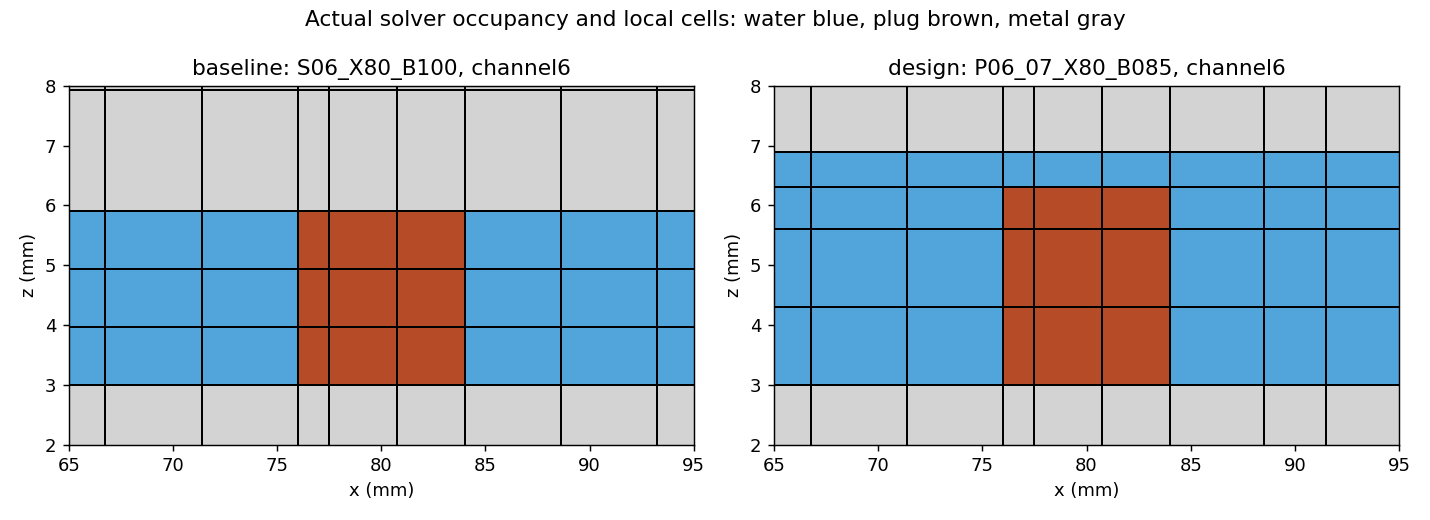 Actual solver occupancy and local cells: water blue, plug brown, metal gray
baseline: S06_X80_B100, channel6
8
7
6
5
4
3
2
z (mm)
65 70 75 80 85 90 95
x (mm)
design: P06_07_X80_B085, channel6
8
7
6
5
4
3
2
z (mm)
65 70 75 80 85 90 95
x (mm)